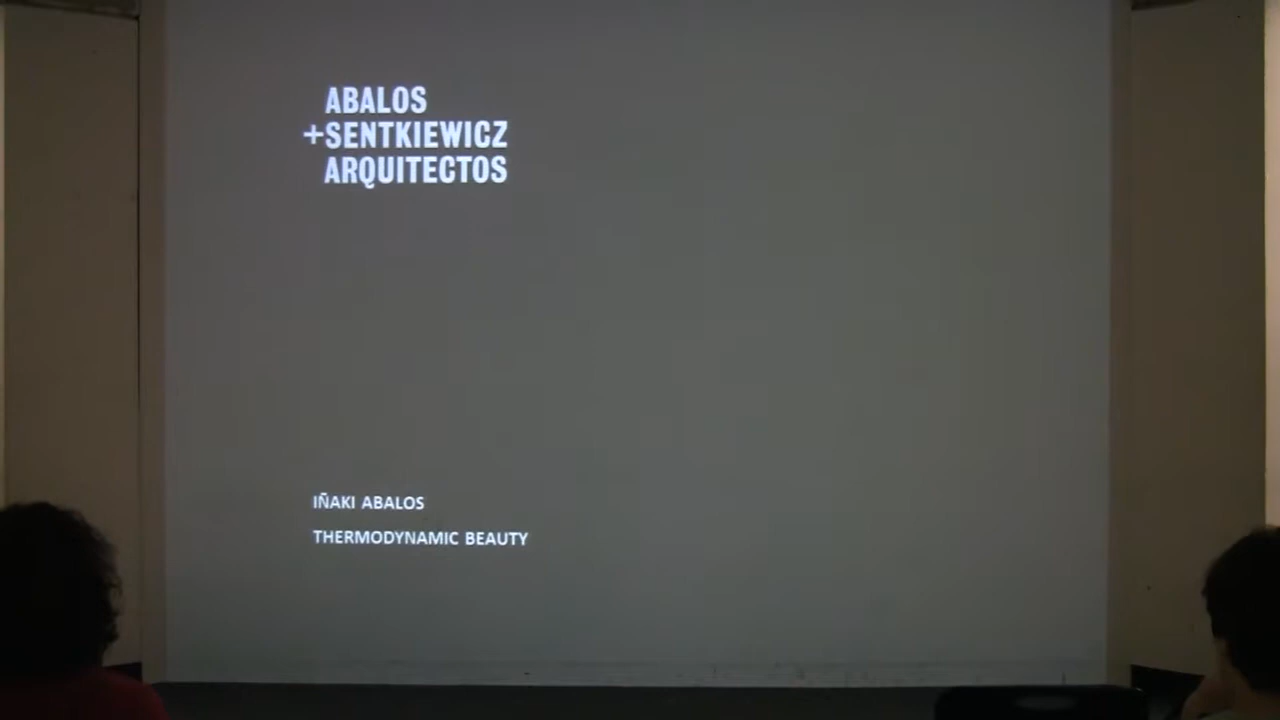 ABALOS
+SENTKIEWICZ
ARQUITECTOS
IÑAKI ABALOS
THERMODYNAMIC BEAUTY